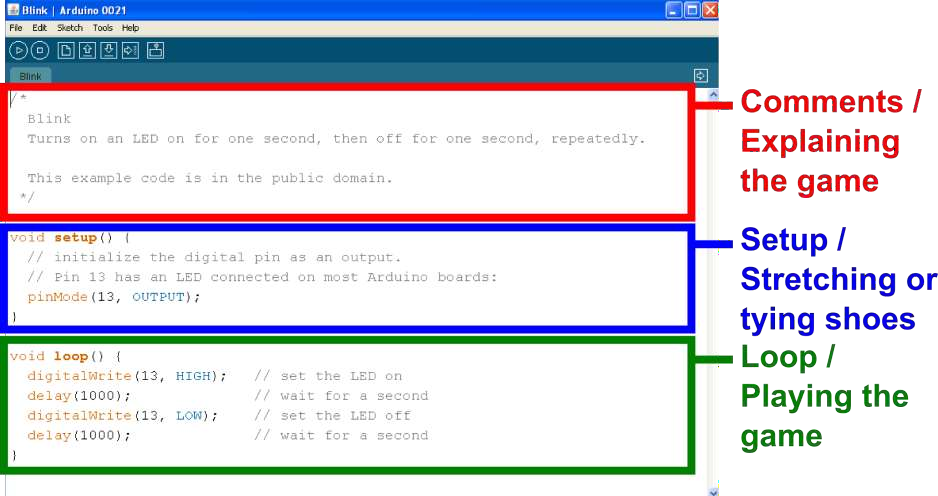 Blink | Arduino 0021
File Edit Sketch Tools Help
Blink
/*
Blink
Turns on an LED on for one second, then off for one second, repeatedly.
This example code is in the public domain.
*/
Comments /
Explaining
the game
void setup() {
// initialize the digital pin as an output.
// Pin 13 has an LED connected on most Arduino boards:
pinMode(13, OUTPUT);
}
Setup /
Stretching or
tying shoes
void loop() {
digitalWrite(13, HIGH); // set the LED on
delay(1000); // wait for a second
digitalWrite(13, LOW); // set the LED off
delay(1000); // wait for a second
}
Loop /
Playing the
game